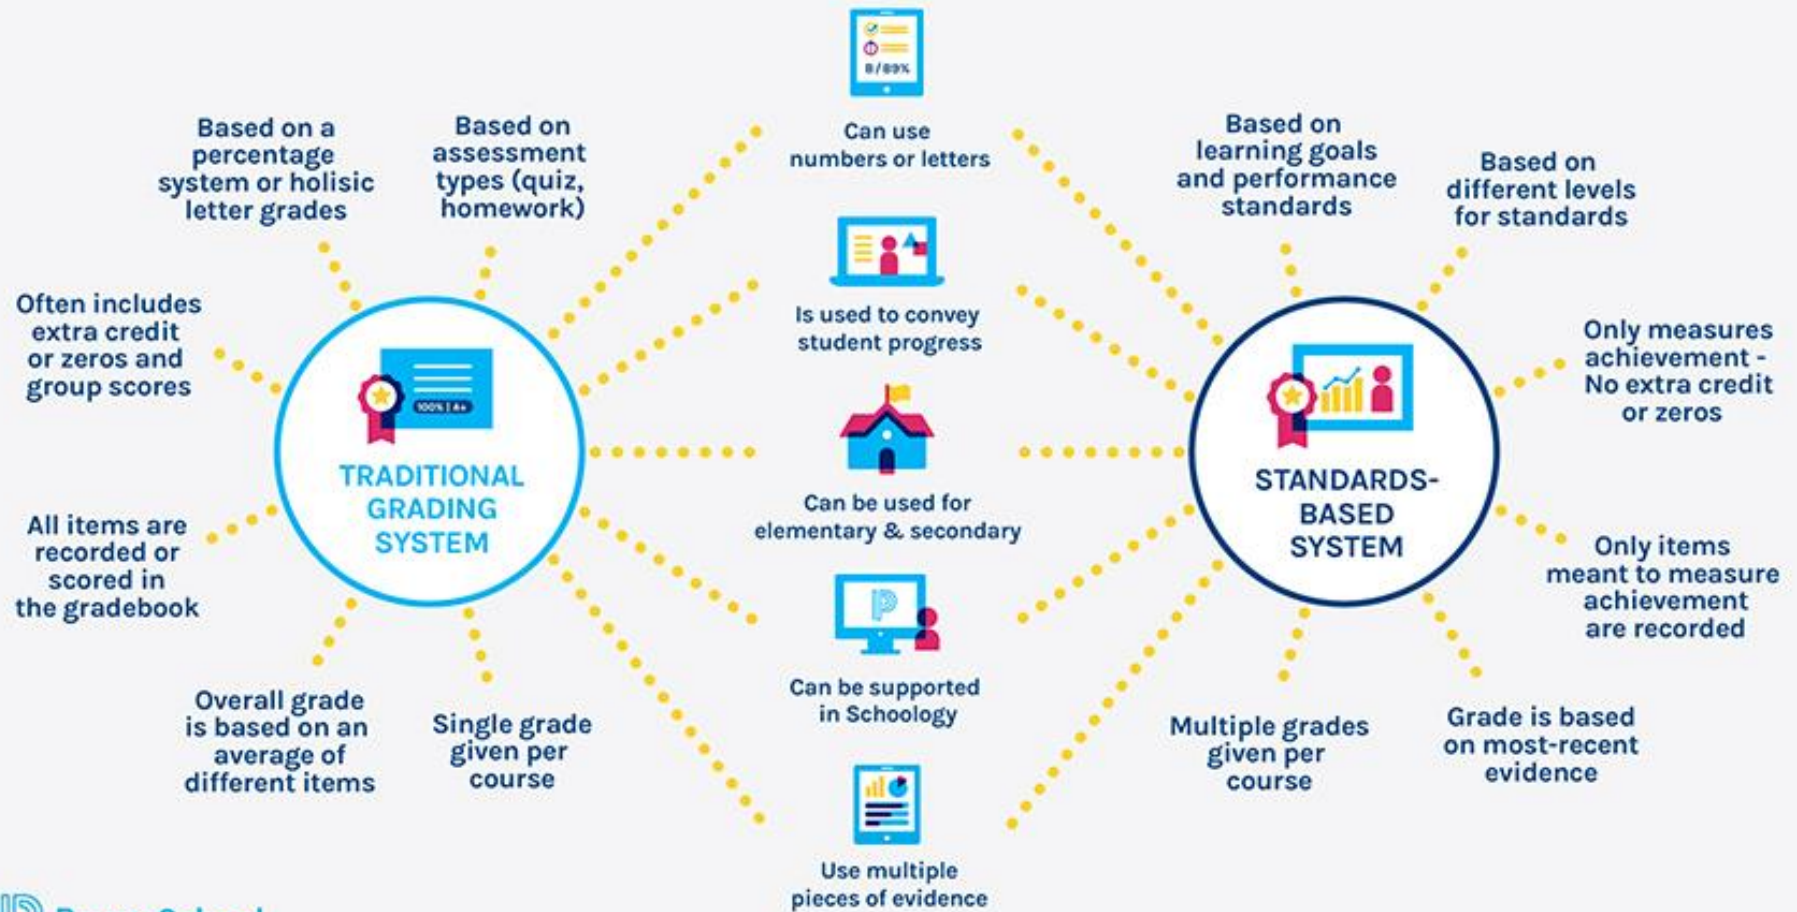 8/89%
Can use
numbers or letters
Based on a
percentage
system or holisic
letter grades
Based on
assessment
types (quiz,
homework)
Often includes
extra credit
or zeros and
group scores
100% | A+
TRADITIONAL
GRADING
SYSTEM
All items are
recorded or
scored in
the gradebook
Overall grade
is based on an
average of
different items
Single grade
given per
course
Is used to convey
student progress
Can be used for
elementary & secondary
Can be supported
in Schoology
Use multiple
pieces of evidence
Based on
learning goals
and performance
standards
Based on
different levels
for standards
Only measures
achievement -
No extra credit
or zeros
STANDARDS-
BASED
SYSTEM
Only items
meant to measure
achievement
are recorded
Multiple grades
given per
course
Grade is based
on most-recent
evidence